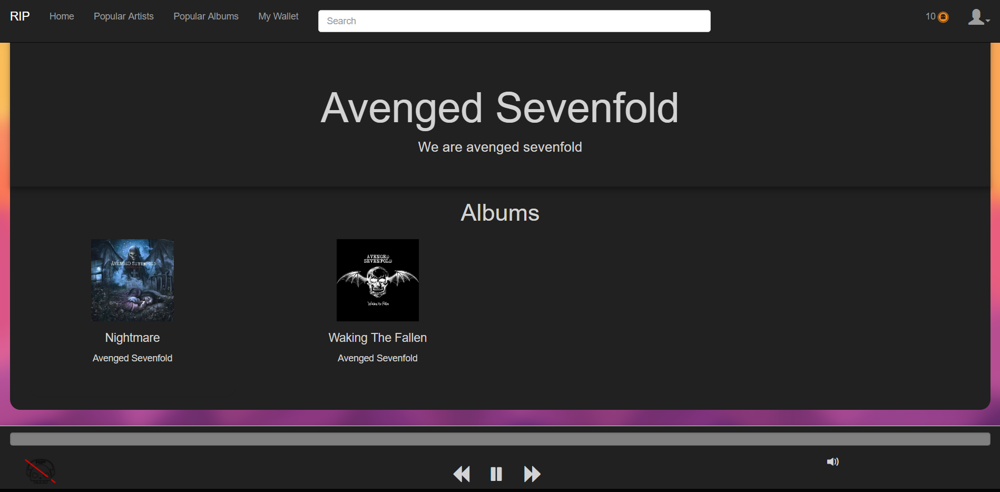 RIP Home Popular Artists Popular Albums My Wallet Search 10
Avenged Sevenfold
We are avenged sevenfold
Albums
AVENGED SEVENFOLD
NIGHTMARE
AVENGED
SEVENFOLD
Waking the Fallen
Nightmare
Waking The Fallen
Avenged Sevenfold
Avenged Sevenfold